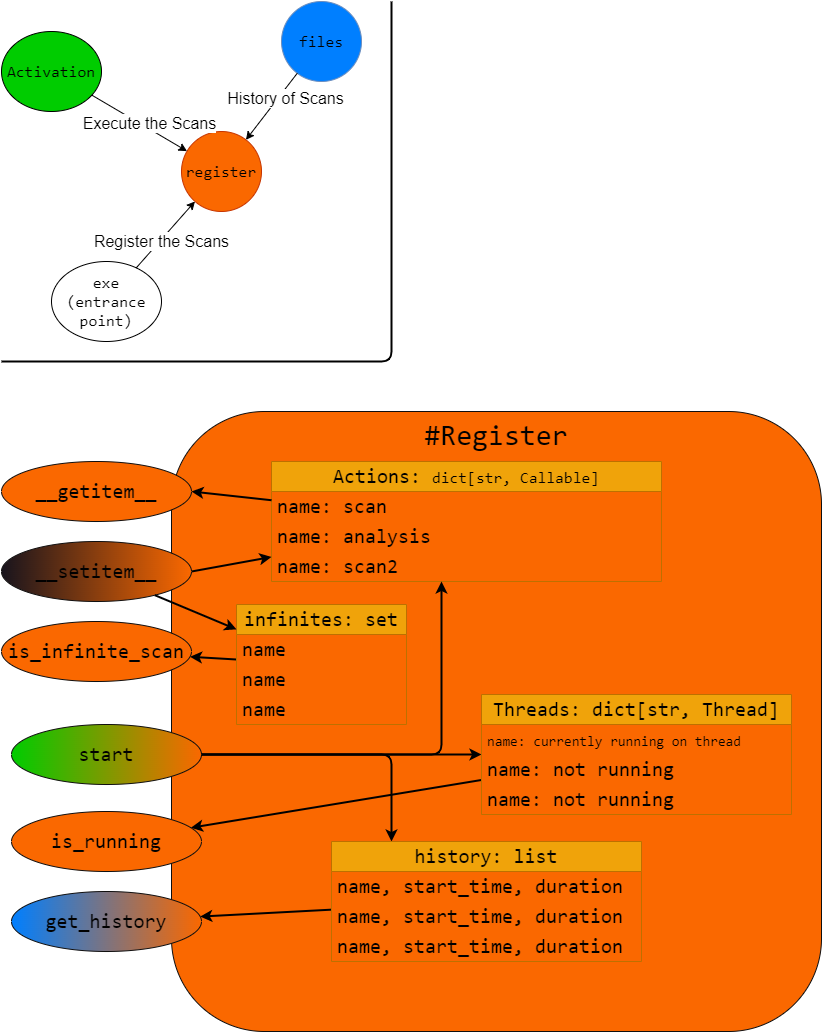 files
Activation
History of Scans
Execute the Scans
register
Register the Scans
exe
(entrance
point)
#Register
Actions: dict[str, Callable]
__getitem__
name: scan
name: analysis
name: scan2
__setitem__
infinites: set
name
name
name
is_infinite_scan
Threads: dict[str, Thread]
name: currently running on thread
name: not running
name: not running
start
is_running
history: list
name, start_time, duration
name, start_time, duration
name, start_time, duration
get_history